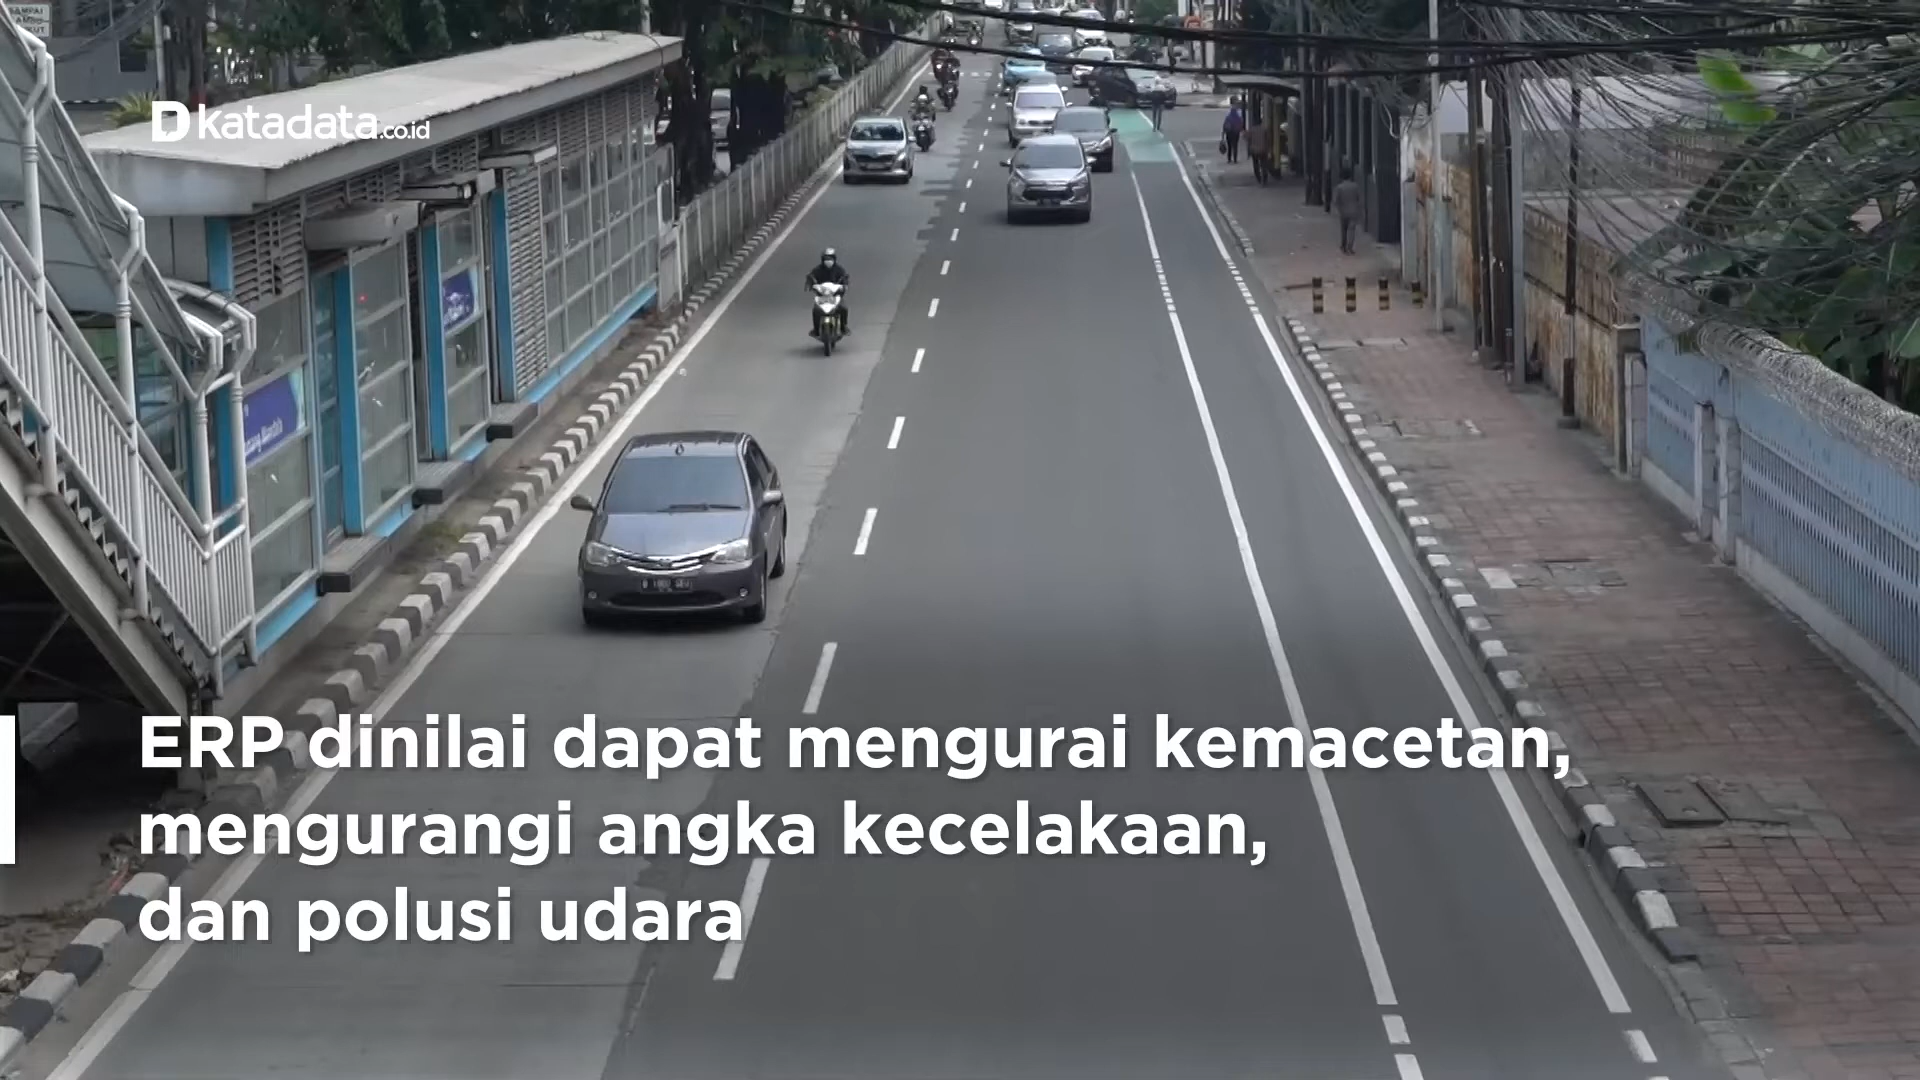 katadata.co.id
ERP dinilai dapat mengurai kemacetan,
mengurangi angka kecelakaan,
dan polusi udara